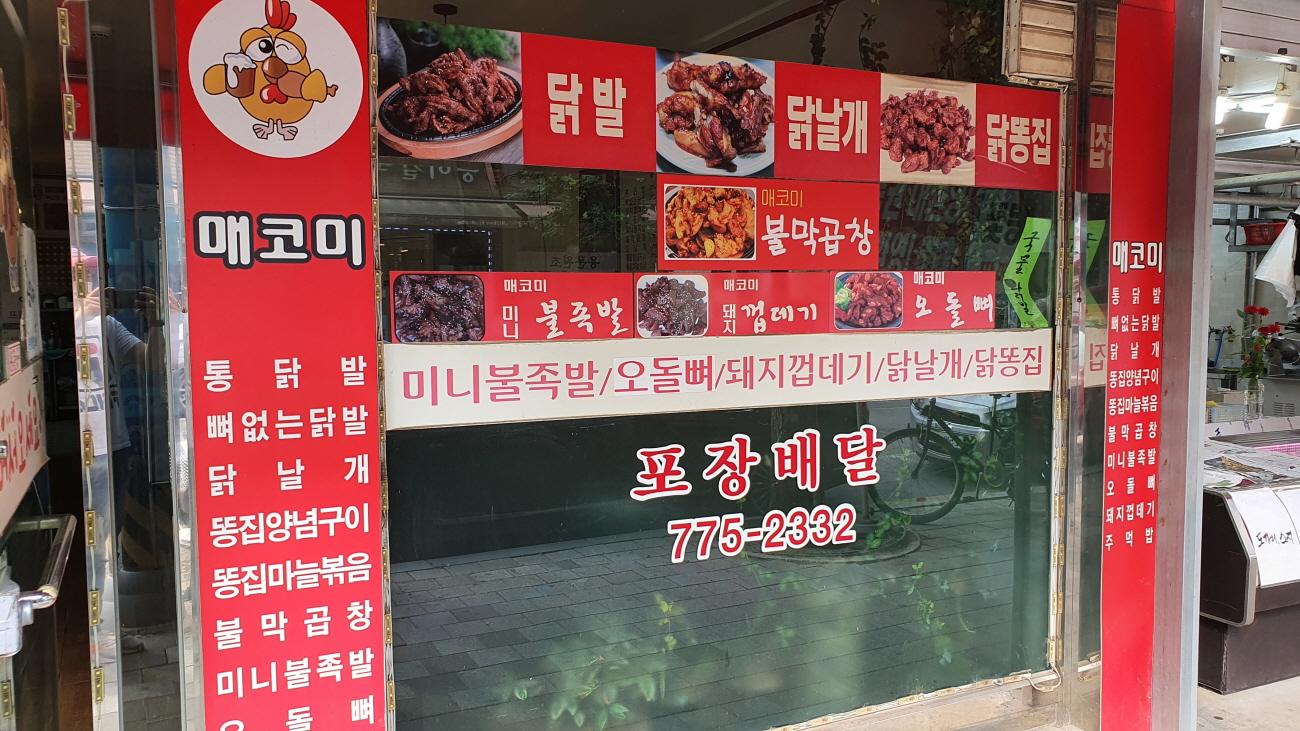 매코미
통닭발
뼈없는닭발
닭날개
똥집양념구이
똥집마늘볶음
불막곱창
미니불족발
오돌뼈
닭발
닭날개
닭똥집
매코미
불막곱창
매코미
미니 불족발
매코미
돼지 껍데기
매코미
오돌뼈
미니불족발/오돌뼈/돼지껍데기/닭날개/닭똥집
포장배달
775-2332
국물닭발
매코미
통닭발
뼈없는닭발
닭날개
똥집양념구이
똥집마늘볶음
불막곱창
미니불족발
오돌뼈
돼지껍데기
주먹밥